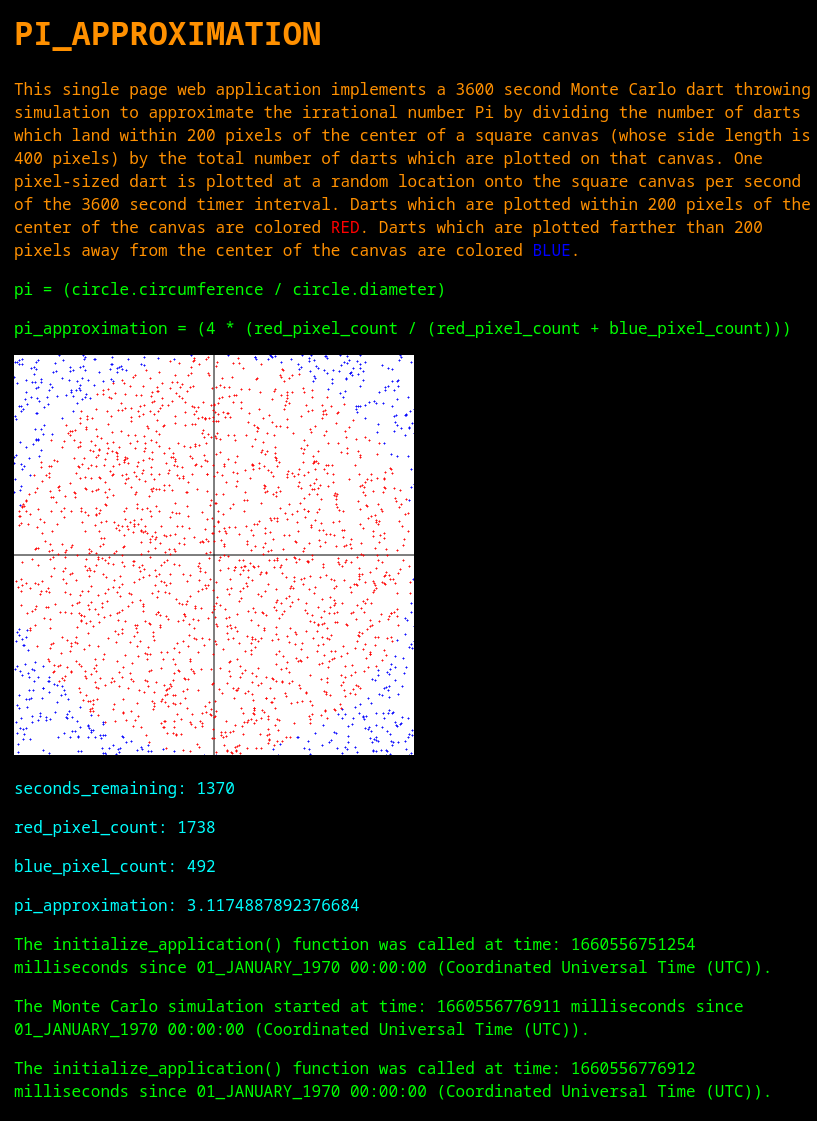 PI_APPROXIMATION
This single page web application implements a 3600 second Monte Carlo dart throwing
simulation to approximate the irrational number Pi by dividing the number of darts
which land within 200 pixels of the center of a square canvas (whose side length is
400 pixels) by the total number of darts which are plotted on that canvas. One
pixel-sized dart is plotted at a random location onto the square canvas per second
of the 3600 second timer interval. Darts which are plotted within 200 pixels of the
center of the canvas are colored RED. Darts which are plotted farther than 200
pixels away from the center of the canvas are colored BLUE.
pi = (circle.circumference / circle.diameter)
pi_approximation = (4 * (red_pixel_count / (red_pixel_count + blue_pixel_count)))
seconds_remaining: 1370
red_pixel_count: 1738
blue_pixel_count: 492
pi_approximation: 3.1174887892376684
The initialize_application() function was called at time: 1660556751254
milliseconds since 01_JANUARY_1970 00:00:00 (Coordinated Universal Time (UTC)).
The Monte Carlo simulation started at time: 1660556776911 milliseconds since
01_JANUARY_1970 00:00:00 (Coordinated Universal Time (UTC)).
The initialize_application() function was called at time: 1660556776912
milliseconds since 01_JANUARY_1970 00:00:00 (Coordinated Universal Time (UTC)).